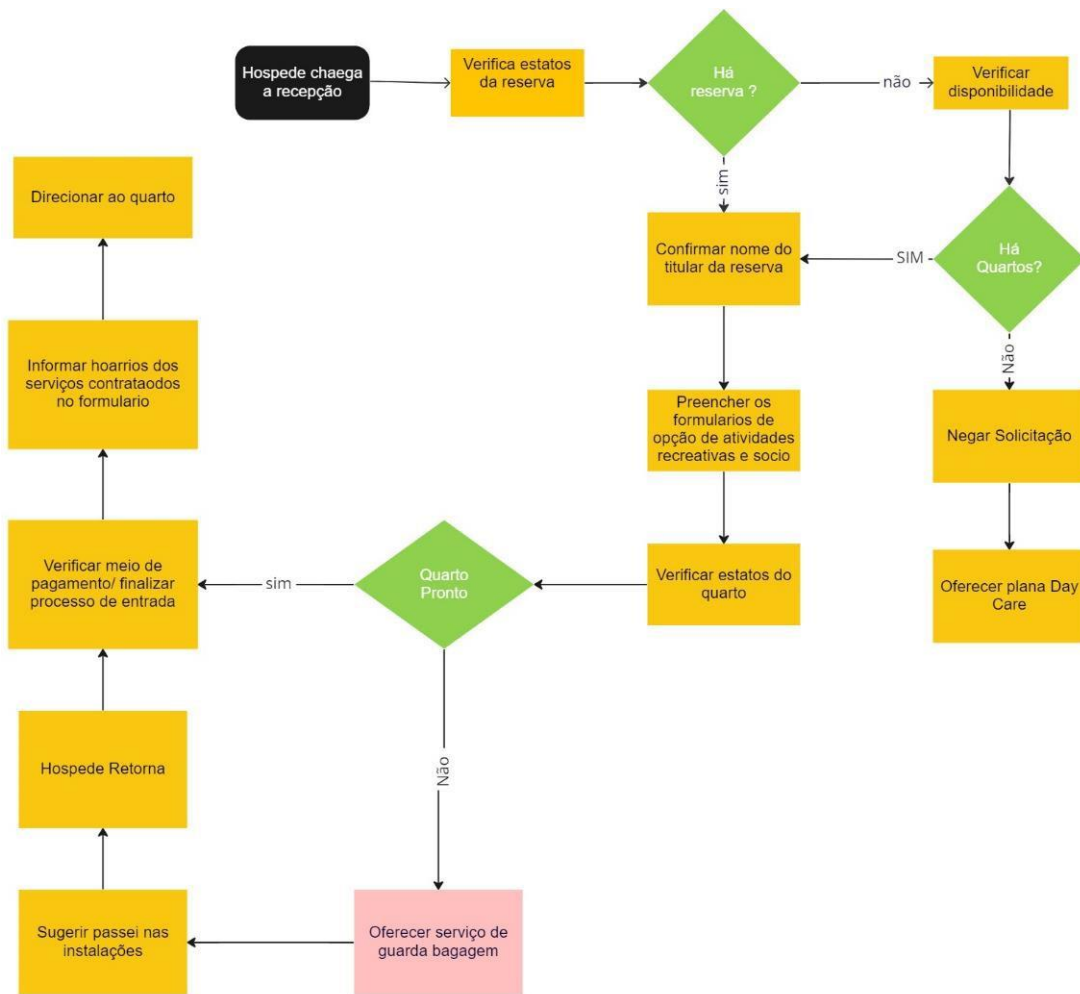 Hospede chaega
a recepção
Verifica estatos
da reserva
Há
reserva ?
não
Verificar
disponibilidade
sim
Direcionar ao quarto
Confirmar nome do
titular da reserva
SIM
Há
Quartos?
Não
Informar hoarrios dos
serviços contrataodos
no formulario
Preencher os
formularios de
opção de atividades
recreativas e socio
Negar Solicitação
Verificar meio de
pagamento/ finalizar
processo de entrada
sim
Quarto
Pronto
Verificar estatos do
quarto
Oferecer plana Day
Care
Não
Hospede Retorna
Sugerir passei nas
instalações
Oferecer serviço de
guarda bagagem